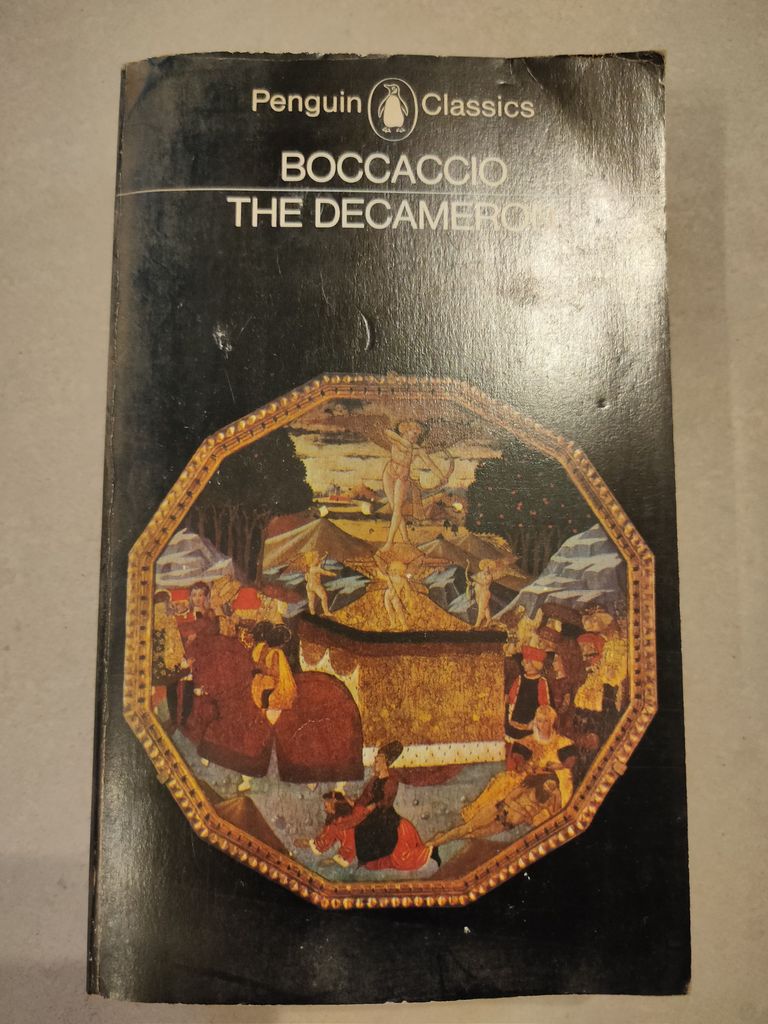 Penguin Classics
BOCCACCIO
THE DECAMERON